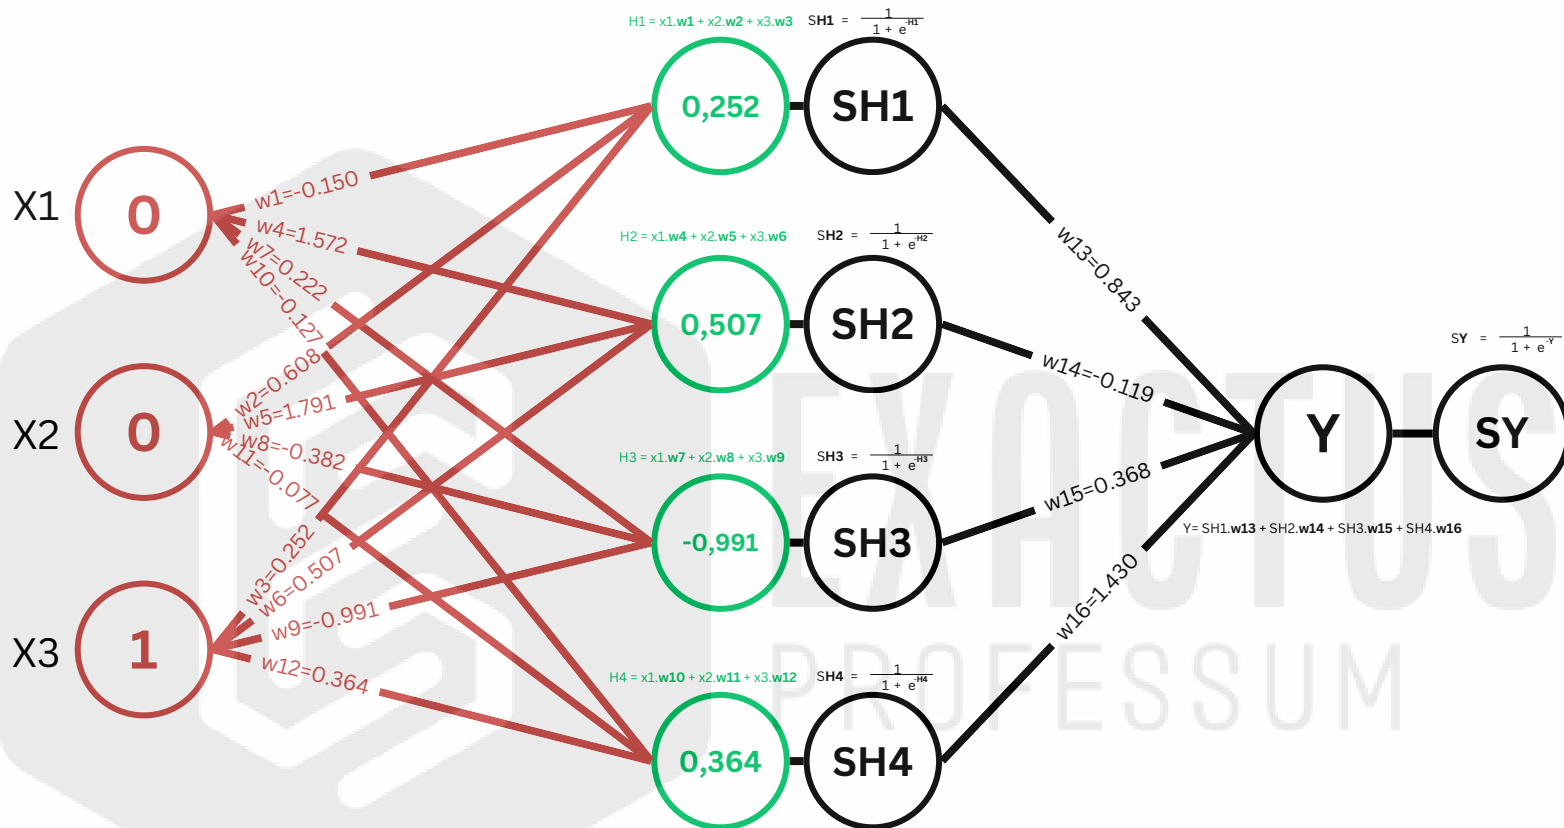 H1 = x1.w1 + x2.w2 + x3.w3
SH1 = 1
1 + e-H1
0,252
SH1
X1
0
w1=-0.150
w4=1.572
w7=0.222
w10=-0.127
H2 = x1.w4 + x2.w5 + x3.w6
SH2 = 1
1 + e-H2
0,507
SH2
w13=0.843
w14=-0.119
SY = 1
1 + e-Y
X2
0
w2=0.608
w5=1.791
w8=-0.382
w11=-0.077
Y
SY
H3 = x1.w7 + x2.w8 + x3.w9
SH3 = 1
1 + e-H3
-0,991
SH3
w15=0.368
Y= SH1.w13 + SH2.w14 + SH3.w15 + SH4.w16
EXACTUS
PROFESSUM
X3
1
w3=0.252
w6=0.507
w9=-0.991
w12=0.364
w16=1.430
H4 = x1.w10 + x2.w11 + x3.w12
SH4 = 1
1 + e-H4
0,364
SH4